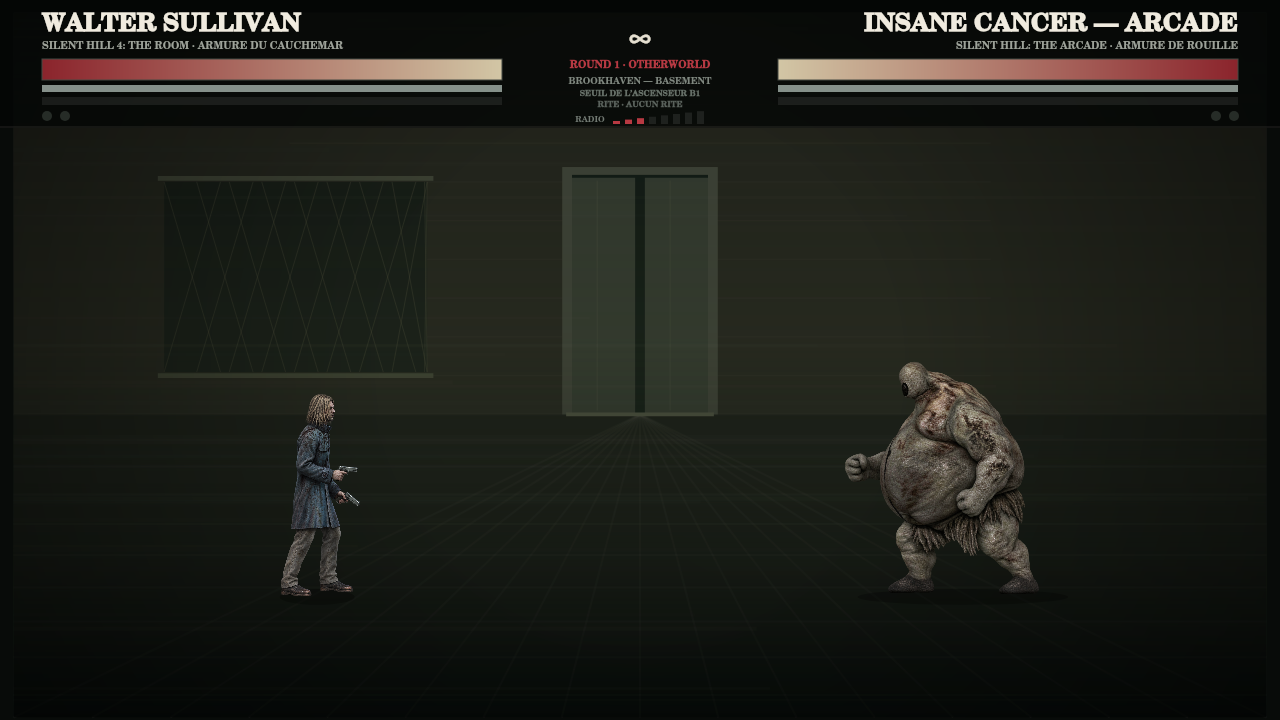 WALTER SULLIVAN
SILENT HILL 4: THE ROOM · ARMURE DU CAUCHEMAR
∞
ROUND 1 · OTHERWORLD
BROOKHAVEN — BASEMENT
SEUIL DE L'ASCENSEUR B1
RITE · AUCUN RITE
RADIO
INSANE CANCER — ARCADE
SILENT HILL: THE ARCADE · ARMURE DE ROUILLE